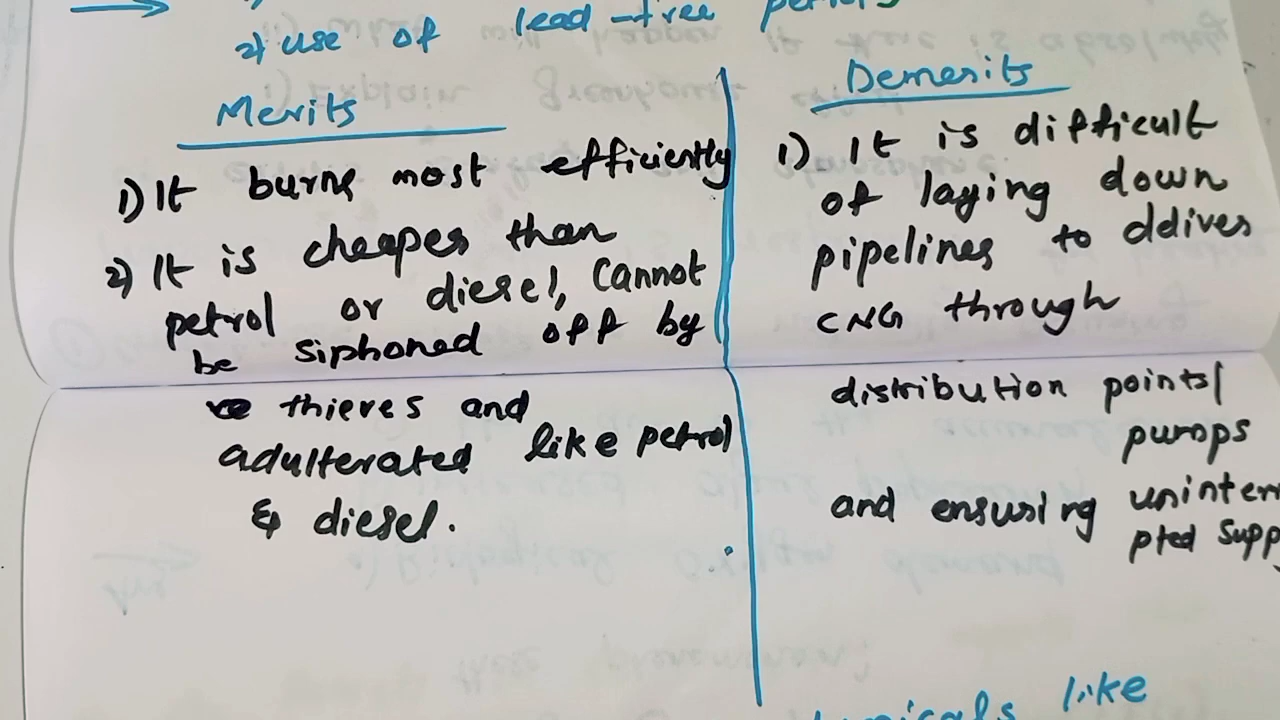 2) use of lead-free
Merits
1) It burns most efficiently
2) It is cheaper than
petrol or diesel, cannot
be siphoned off by
thieves and
adulterated like petrol
& diesel.
Demerits
1) It is difficult
of laying down
pipelines to delives
CNG through
distribution points/
pumps
and ensuring uninter
pted supp
like